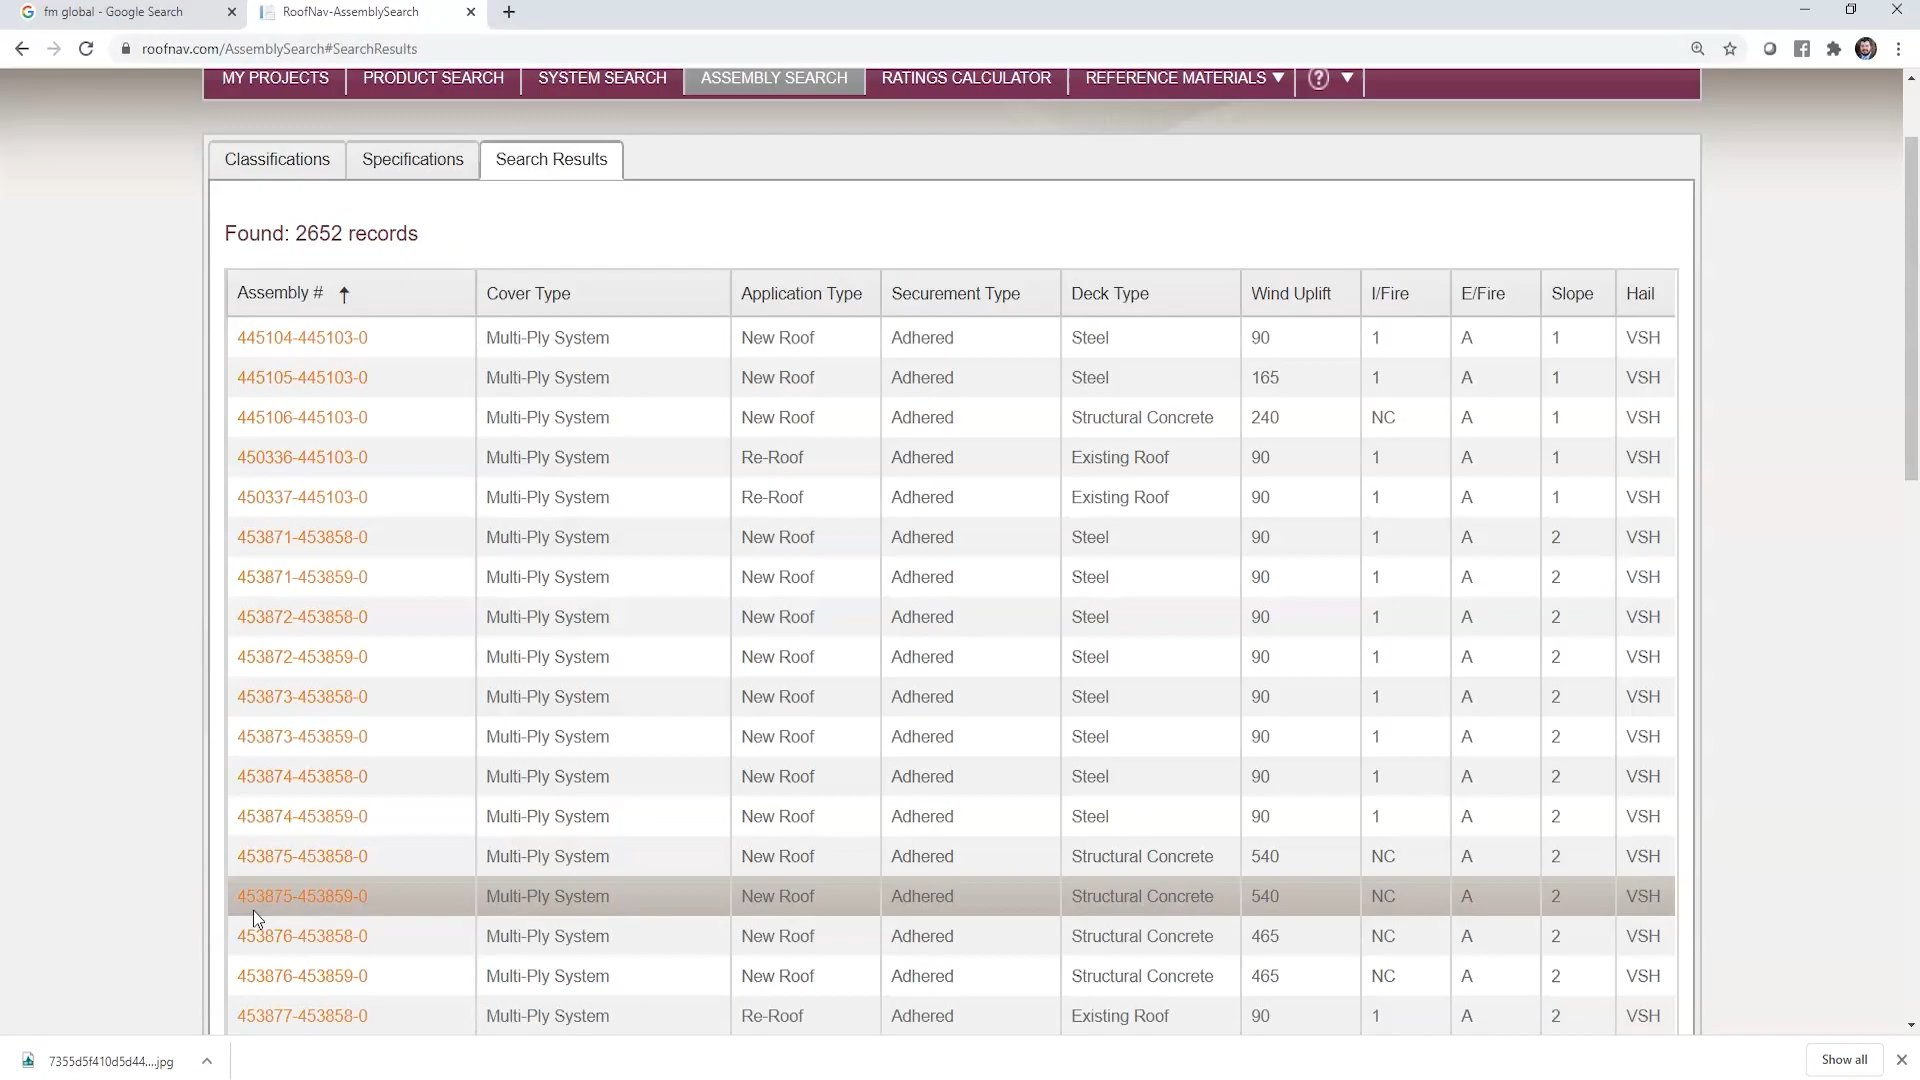 fm global - Google Search
RoofNav-AssemblySearch
roofnav.com/AssemblySearch#SearchResults
MY PROJECTS PRODUCT SEARCH SYSTEM SEARCH ASSEMBLY SEARCH RATINGS CALCULATOR REFERENCE MATERIALS ▼ ? ▼
Classifications Specifications Search Results
Found: 2652 records
Assembly # ↑ Cover Type Application Type Securement Type Deck Type Wind Uplift I/Fire E/Fire Slope Hail
445104-445103-0 Multi-Ply System New Roof Adhered Steel 90 1 A 1 VSH
445105-445103-0 Multi-Ply System New Roof Adhered Steel 165 1 A 1 VSH
445106-445103-0 Multi-Ply System New Roof Adhered Structural Concrete 240 NC A 1 VSH
450336-445103-0 Multi-Ply System Re-Roof Adhered Existing Roof 90 1 A 1 VSH
450337-445103-0 Multi-Ply System Re-Roof Adhered Existing Roof 90 1 A 1 VSH
453871-453858-0 Multi-Ply System New Roof Adhered Steel 90 1 A 2 VSH
453871-453859-0 Multi-Ply System New Roof Adhered Steel 90 1 A 2 VSH
453872-453858-0 Multi-Ply System New Roof Adhered Steel 90 1 A 2 VSH
453872-453859-0 Multi-Ply System New Roof Adhered Steel 90 1 A 2 VSH
453873-453858-0 Multi-Ply System New Roof Adhered Steel 90 1 A 2 VSH
453873-453859-0 Multi-Ply System New Roof Adhered Steel 90 1 A 2 VSH
453874-453858-0 Multi-Ply System New Roof Adhered Steel 90 1 A 2 VSH
453874-453859-0 Multi-Ply System New Roof Adhered Steel 90 1 A 2 VSH
453875-453858-0 Multi-Ply System New Roof Adhered Structural Concrete 540 NC A 2 VSH
453875-453859-0 Multi-Ply System New Roof Adhered Structural Concrete 540 NC A 2 VSH
453876-453858-0 Multi-Ply System New Roof Adhered Structural Concrete 465 NC A 2 VSH
453876-453859-0 Multi-Ply System New Roof Adhered Structural Concrete 465 NC A 2 VSH
453877-453858-0 Multi-Ply System Re-Roof Adhered Existing Roof 90 1 A 2 VSH
7355d5f410d5d44....jpg Show all